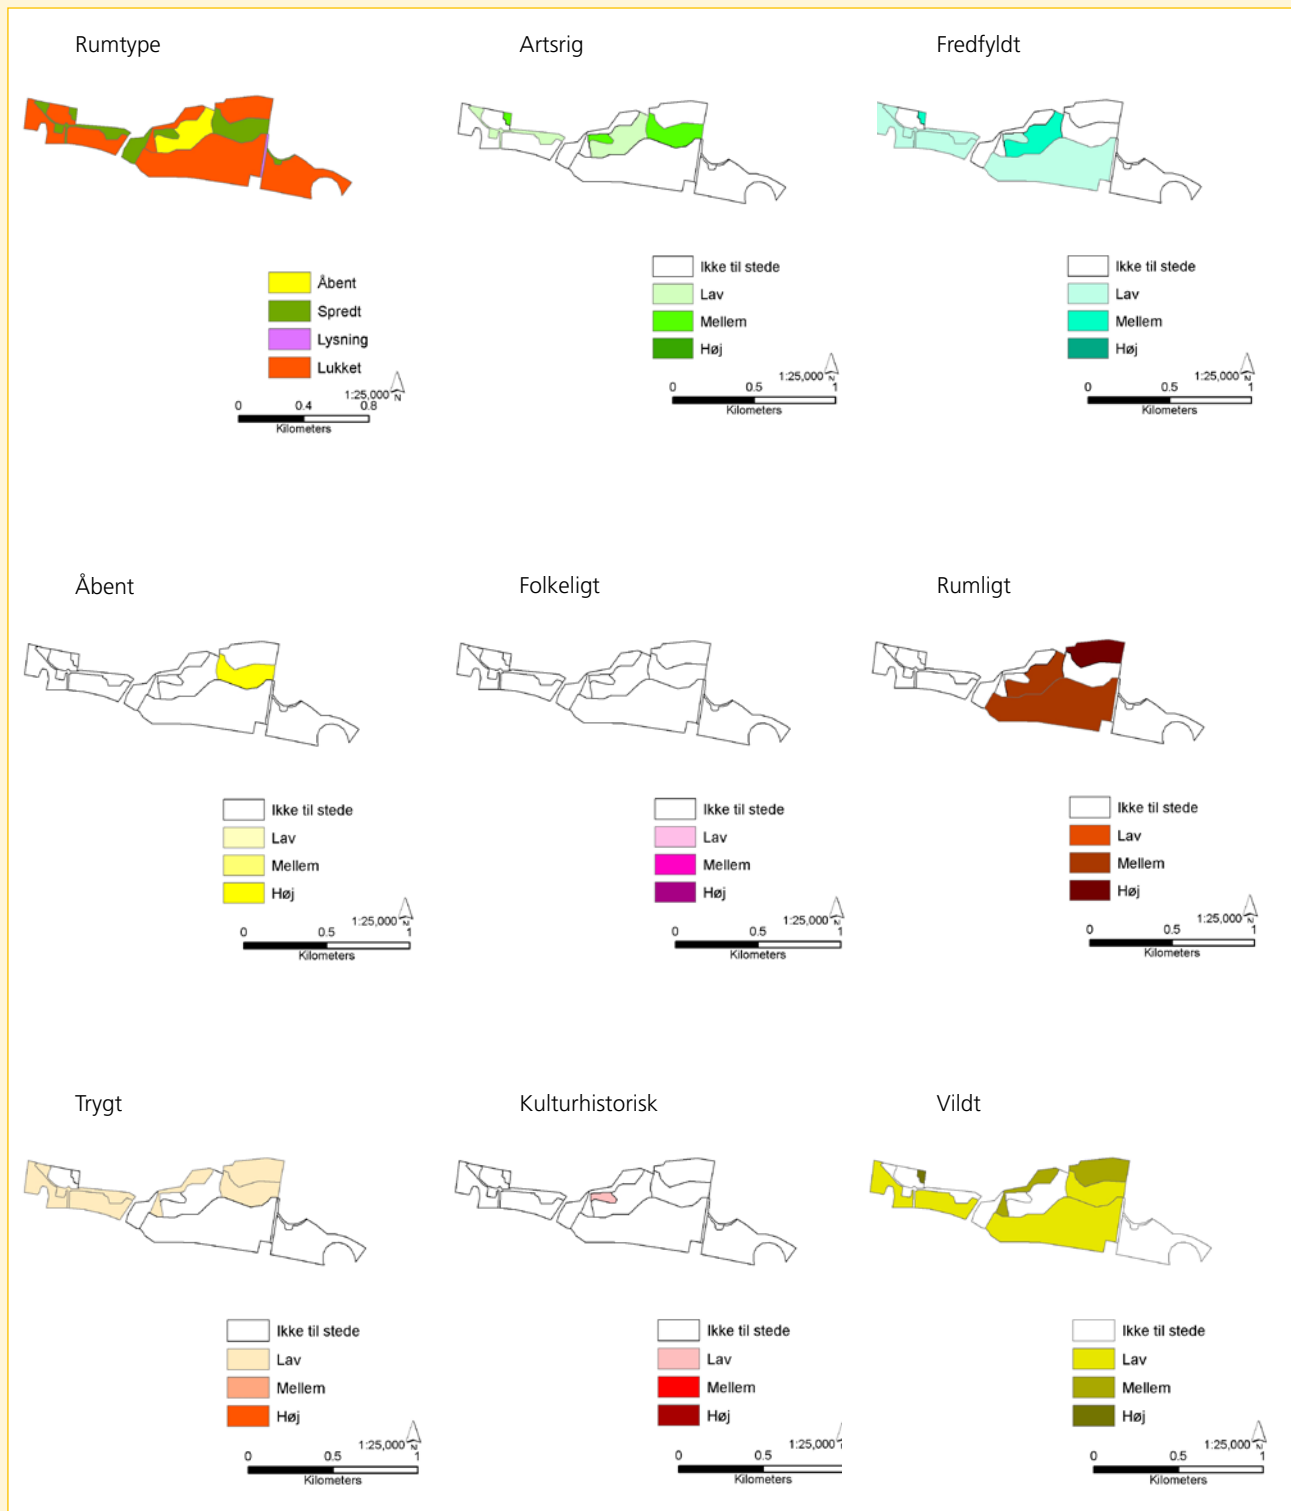 Rumtype
Åbent
Spredt
Lysning
Lukket
1:25,000
N
0 0.4 0.8
Kilometers
Artsrig
Ikke til stede
Lav
Mellem
Høj
1:25,000
N
0 0.5 1
Kilometers
Fredfyldt
Ikke til stede
Lav
Mellem
Høj
1:25,000
N
0 0.5 1
Kilometers
Åbent
Ikke til stede
Lav
Mellem
Høj
1:25,000
N
0 0.5 1
Kilometers
Folkeligt
Ikke til stede
Lav
Mellem
Høj
1:25,000
N
0 0.5 1
Kilometers
Rumligt
Ikke til stede
Lav
Mellem
Høj
1:25,000
N
0 0.5 1
Kilometers
Trygt
Ikke til stede
Lav
Mellem
Høj
1:25,000
N
0 0.5 1
Kilometers
Kulturhistorisk
Ikke til stede
Lav
Mellem
Høj
1:25,000
0 0.5 1
Kilometers
Vildt
Ikke til stede
Lav
Mellem
Høj
1:25,000
N
0 0.5 1
Kilometers